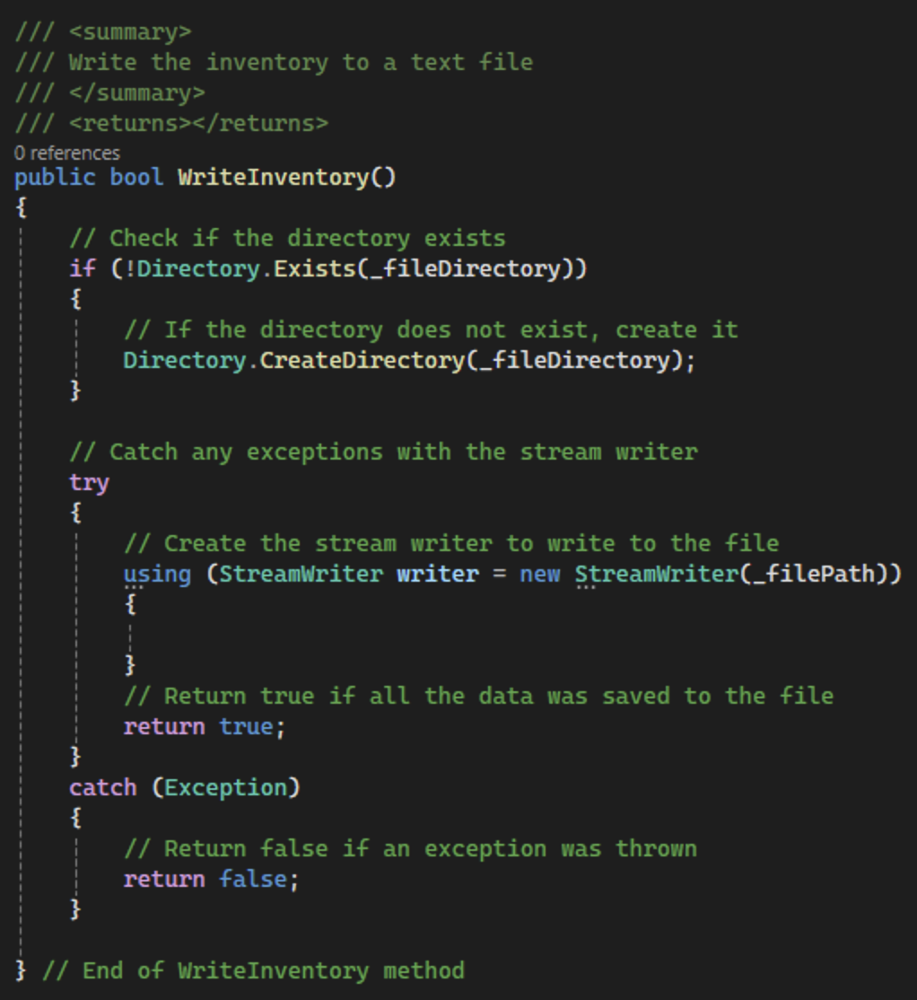 /// <summary>
/// Write the inventory to a text file
/// </summary>
/// <returns></returns>
0 references
public bool WriteInventory()
{
    // Check if the directory exists
    if (!Directory.Exists(_fileDirectory))
    {
        // If the directory does not exist, create it
        Directory.CreateDirectory(_fileDirectory);
    }

    // Catch any exceptions with the stream writer
    try
    {
        // Create the stream writer to write to the file
        using (StreamWriter writer = new StreamWriter(_filePath))
        {

        }
        // Return true if all the data was saved to the file
        return true;
    }
    catch (Exception)
    {
        // Return false if an exception was thrown
        return false;
    }

} // End of WriteInventory method